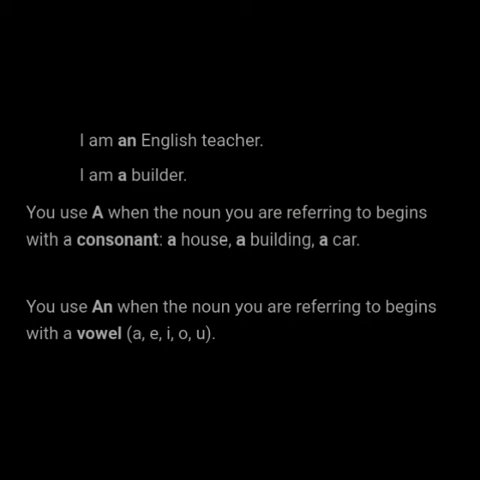 I am an English teacher.
I am a builder.
You use A when the noun you are referring to begins
with a consonant: a house, a building, a car.
You use An when the noun you are referring to begins
with a vowel (a, e, i, o, u).